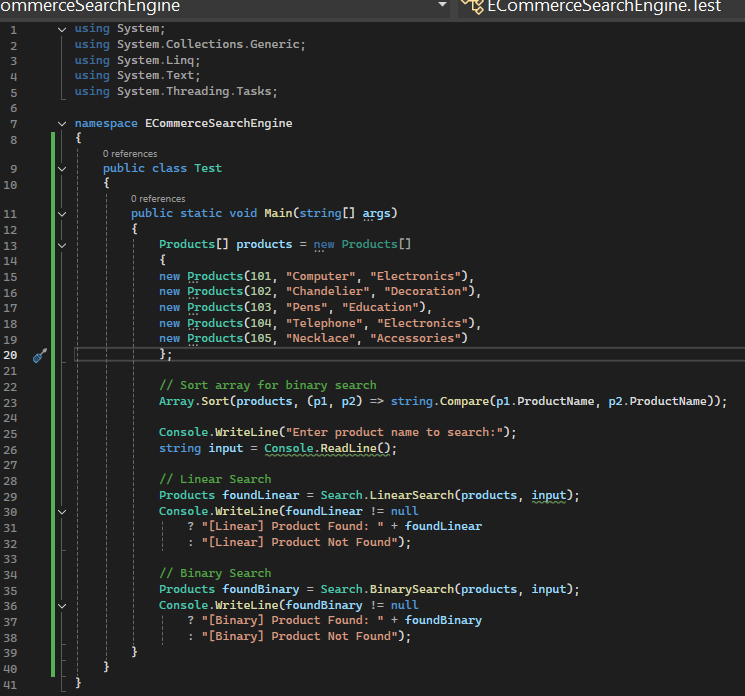 ommerceSearchEngine ECommerceSearchEngine.Test
1 using System;
2 using System.Collections.Generic;
3 using System.Linq;
4 using System.Text;
5 using System.Threading.Tasks;
6
7 namespace ECommerceSearchEngine
8 {
0 references
9 public class Test
10 {
0 references
11 public static void Main(string[] args)
12 {
13 Products[] products = new Products[]
14 {
15 new Products(101, "Computer", "Electronics"),
16 new Products(102, "Chandelier", "Decoration"),
17 new Products(103, "Pens", "Education"),
18 new Products(104, "Telephone", "Electronics"),
19 new Products(105, "Necklace", "Accessories")
20 };
21
22 // Sort array for binary search
23 Array.Sort(products, (p1, p2) => string.Compare(p1.ProductName, p2.ProductName));
24
25 Console.WriteLine("Enter product name to search:");
26 string input = Console.ReadLine();
27
28 // Linear Search
29 Products foundLinear = Search.LinearSearch(products, input);
30 Console.WriteLine(foundLinear != null
31 ? "[Linear] Product Found: " + foundLinear
32 : "[Linear] Product Not Found");
33
34 // Binary Search
35 Products foundBinary = Search.BinarySearch(products, input);
36 Console.WriteLine(foundBinary != null
37 ? "[Binary] Product Found: " + foundBinary
38 : "[Binary] Product Not Found");
39 }
40 }
41 }